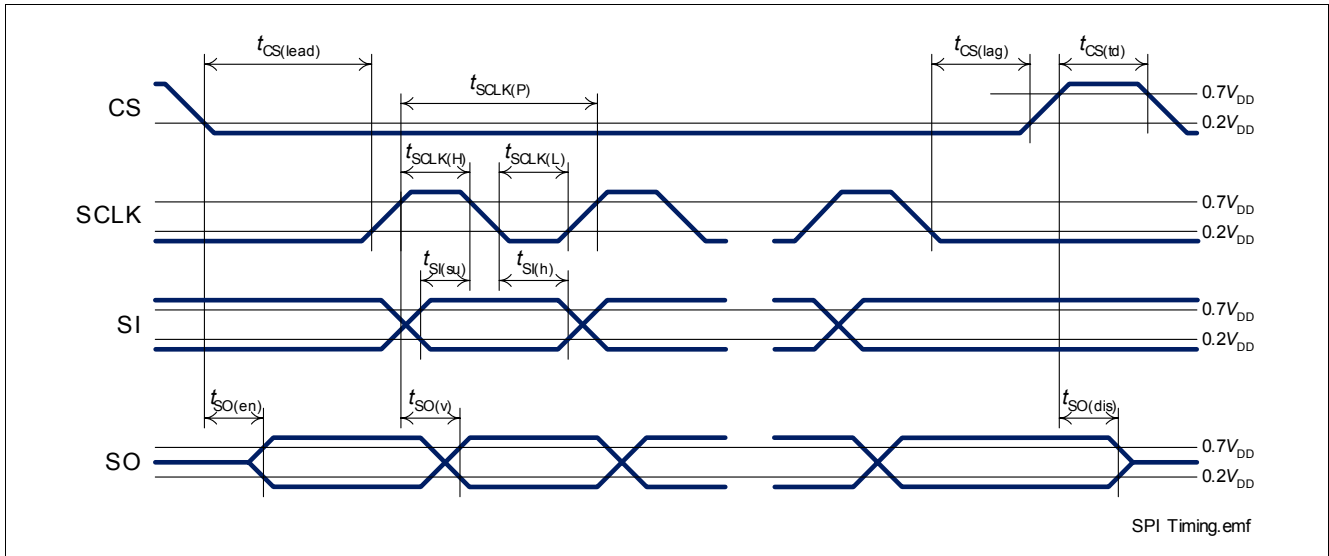 tCS(lead)
tCS(lag)
tCS(td)
tSCLK(P)
CS
0.7VDD
0.2VDD
tSCLK(H)
tSCLK(L)
SCLK
0.7VDD
0.2VDD
tSI(su)
tSI(h)
SI
0.7VDD
0.2VDD
tSO(en)
tSO(v)
tSO(dis)
SO
0.7VDD
0.2VDD
SPI Timing.emf